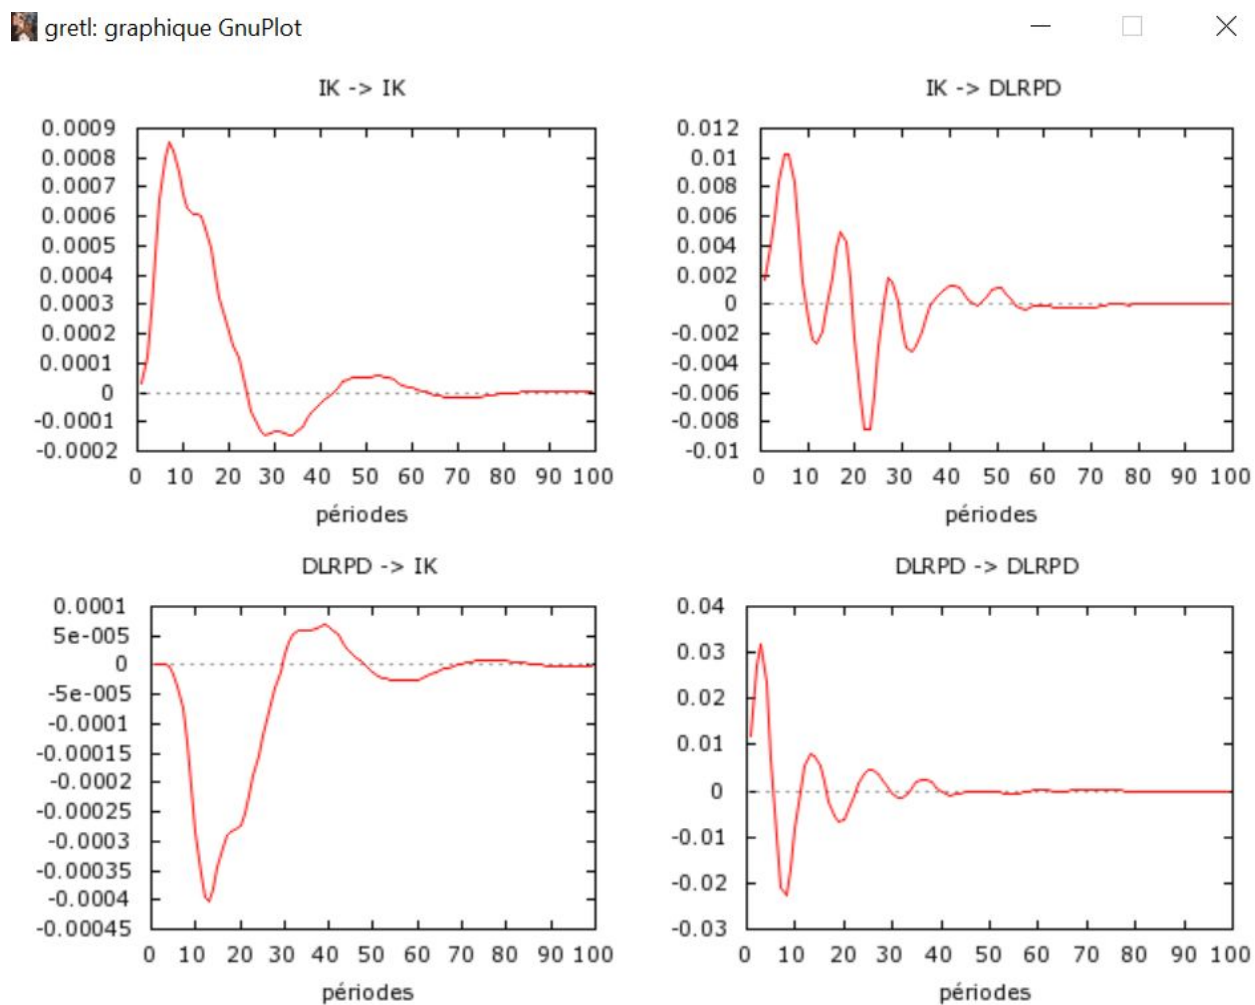 gretl: graphique GnuPlot
IK -> IK
0.0009
0.0008
0.0007
0.0006
0.0005
0.0004
0.0003
0.0002
0.0001
0
-0.0001
-0.0002
0 10 20 30 40 50 60 70 80 90 100
périodes
IK -> DLRPD
0.012
0.01
0.008
0.006
0.004
0.002
0
-0.002
-0.004
-0.006
-0.008
-0.01
0 10 20 30 40 50 60 70 80 90 100
périodes
DLRPD -> IK
0.0001
5e-005
0
-5e-005
-0.0001
-0.00015
-0.0002
-0.00025
-0.0003
-0.00035
-0.0004
-0.00045
0 10 20 30 40 50 60 70 80 90 100
périodes
DLRPD -> DLRPD
0.04
0.03
0.02
0.01
0
-0.01
-0.02
-0.03
0 10 20 30 40 50 60 70 80 90 100
périodes